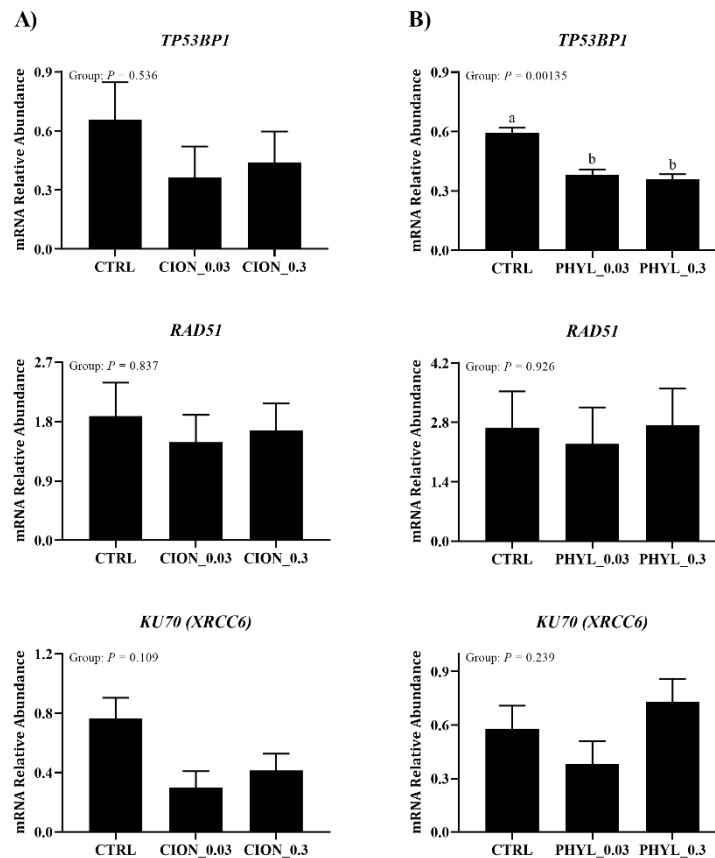 A)
TP53BP1
mRNA Relative Abundance
Group: P = 0.536
0.9
0.6
0.3
0.0
CTRL CION_0.03 CION_0.3
RAD51
mRNA Relative Abundance
Group: P = 0.837
2.7
1.8
0.9
0.0
CTRL CION_0.03 CION_0.3
KU70 (XRCC6)
mRNA Relative Abundance
Group: P = 0.109
1.2
0.8
0.4
0.0
CTRL CION_0.03 CION_0.3
B)
TP53BP1
mRNA Relative Abundance
Group: P = 0.00135
0.9
0.6
0.3
0.0
a b b
CTRL PHYL_0.03 PHYL_0.3
RAD51
mRNA Relative Abundance
Group: P = 0.926
4.2
2.8
1.4
0.0
CTRL PHYL_0.03 PHYL_0.3
KU70 (XRCC6)
mRNA Relative Abundance
Group: P = 0.239
0.9
0.6
0.3
0.0
CTRL PHYL_0.03 PHYL_0.3